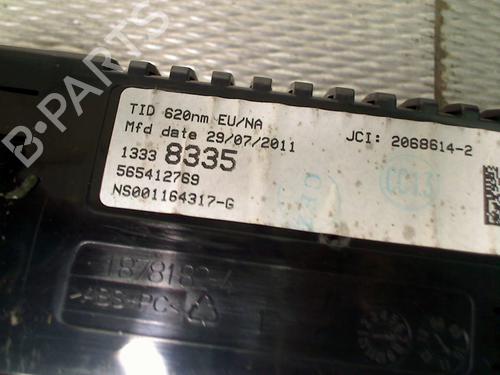 TID 620nm EU/NA
Mfd date 29/07/2011
JCI: 2068614-2
1333 8335
565412769
NS001164317-G
CC15
>ABS+PC<
B-Parts